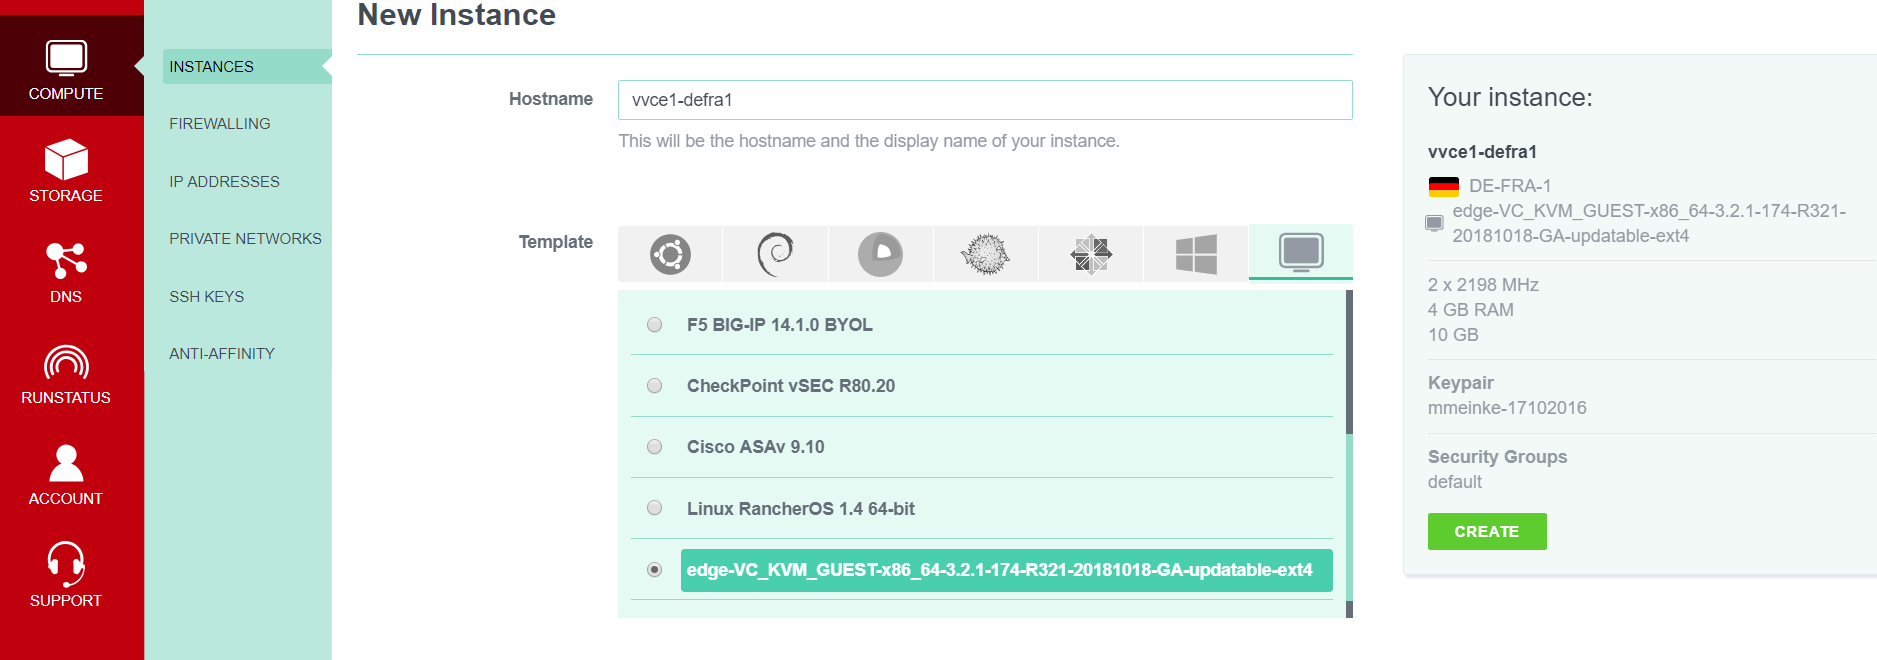 New Instance
COMPUTE
STORAGE
DNS
RUNSTATUS
ACCOUNT
SUPPORT
INSTANCES
FIREWALLING
IP ADDRESSES
PRIVATE NETWORKS
SSH KEYS
ANTI-AFFINITY
Hostname
vvce1-defra1
This will be the hostname and the display name of your instance.
Template
F5 BIG-IP 14.1.0 BYOL
CheckPoint vSEC R80.20
Cisco ASAv 9.10
Linux RancherOS 1.4 64-bit
edge-VC_KVM_GUEST-x86_64-3.2.1-174-R321-20181018-GA-updatable-ext4
Your instance:
vvce1-defra1
DE-FRA-1
edge-VC_KVM_GUEST-x86_64-3.2.1-174-R321-
20181018-GA-updatable-ext4
2 x 2198 MHz
4 GB RAM
10 GB
Keypair
mmeinke-17102016
Security Groups
default
CREATE